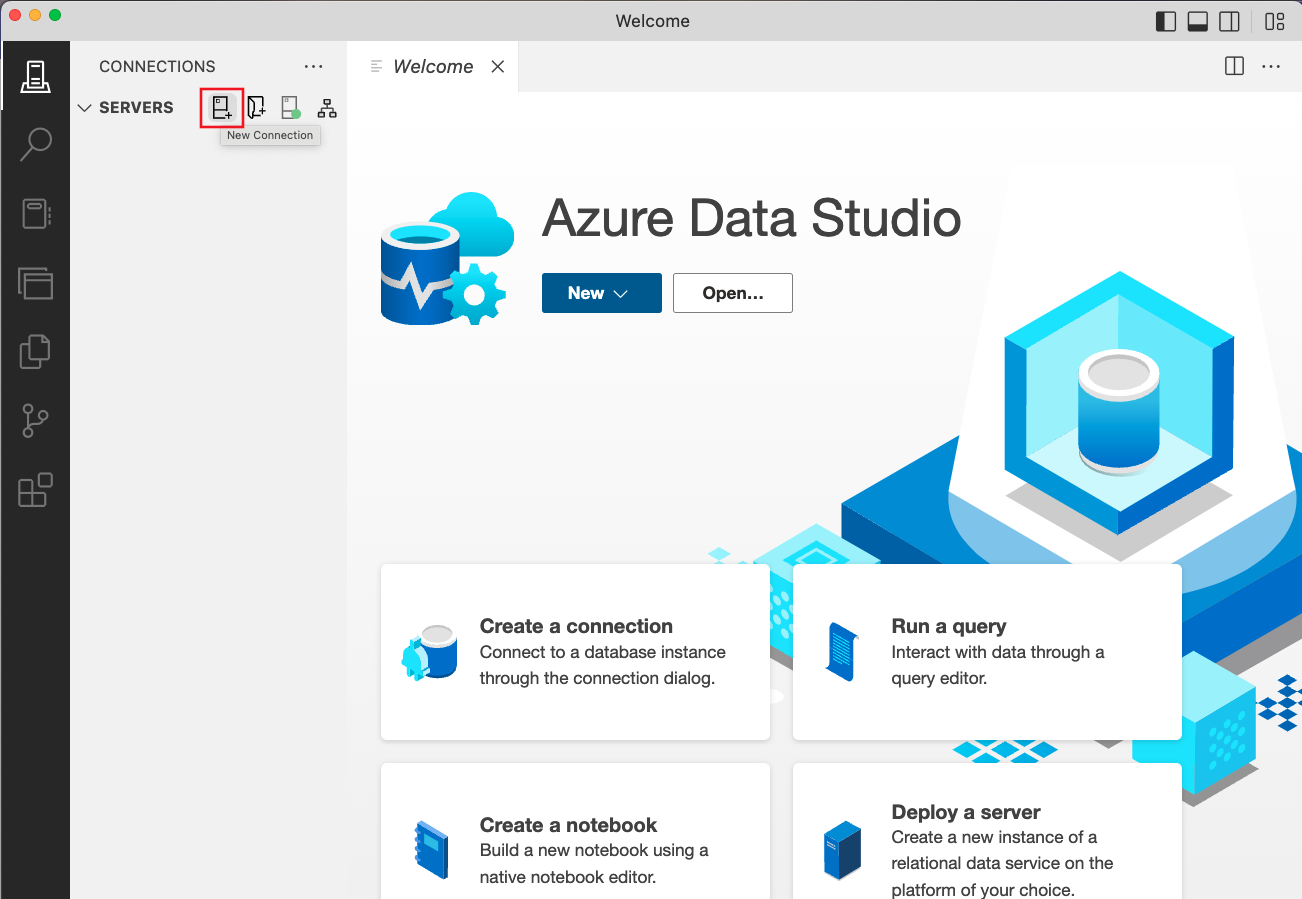 Welcome
CONNECTIONS
Welcome
SERVERS
New Connection
Azure Data Studio
New
Open...
Create a connection
Connect to a database instance
through the connection dialog.
Run a query
Interact with data through a
query editor.
Create a notebook
Build a new notebook using a
native notebook editor.
Deploy a server
Create a new instance of a
relational data service on the
platform of your choice.